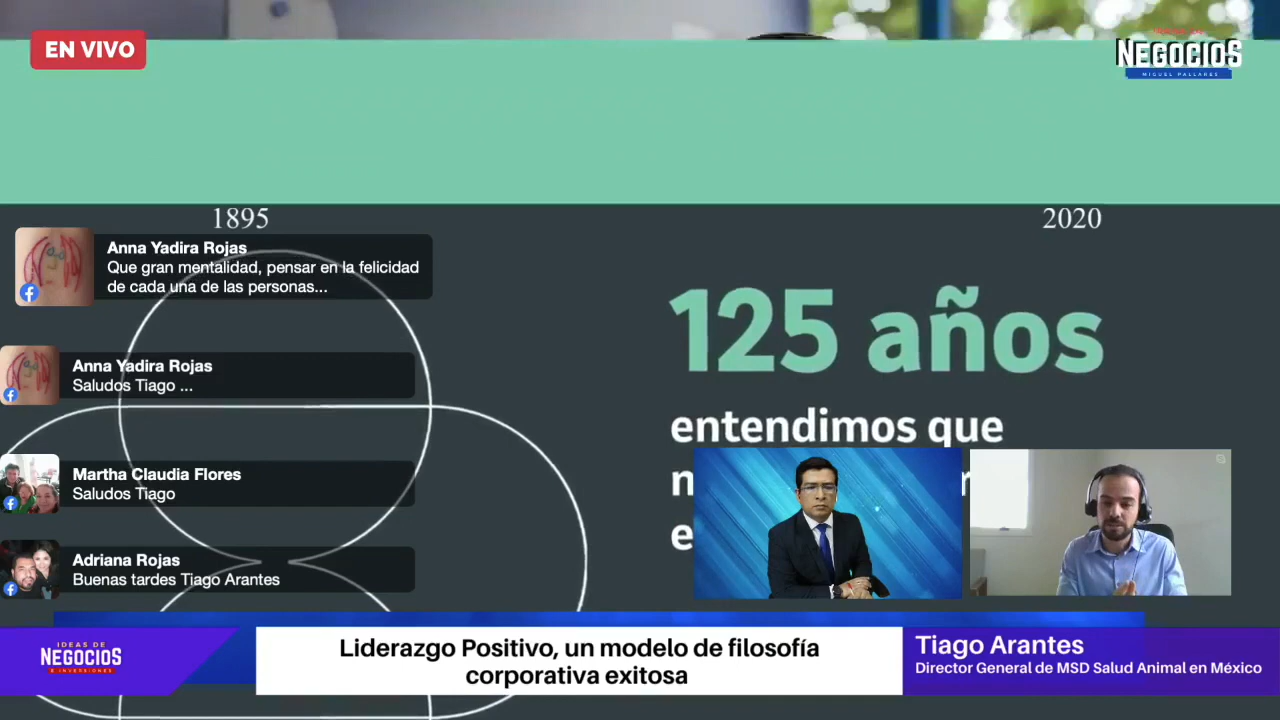 EN VIVO
NEGOCIOS
MIGUEL PALLARES
1895
2020
Anna Yadira Rojas
Que gran mentalidad, pensar en la felicidad
de cada una de las personas...
125 años
Anna Yadira Rojas
Saludos Tiago ...
entendimos que
Martha Claudia Flores
Saludos Tiago
Adriana Rojas
Buenas tardes Tiago Arantes
IDEAS DE
NEGOCIOS
E INVERSIONES
Liderazgo Positivo, un modelo de filosofía
corporativa exitosa
Tiago Arantes
Director General de MSD Salud Animal en México